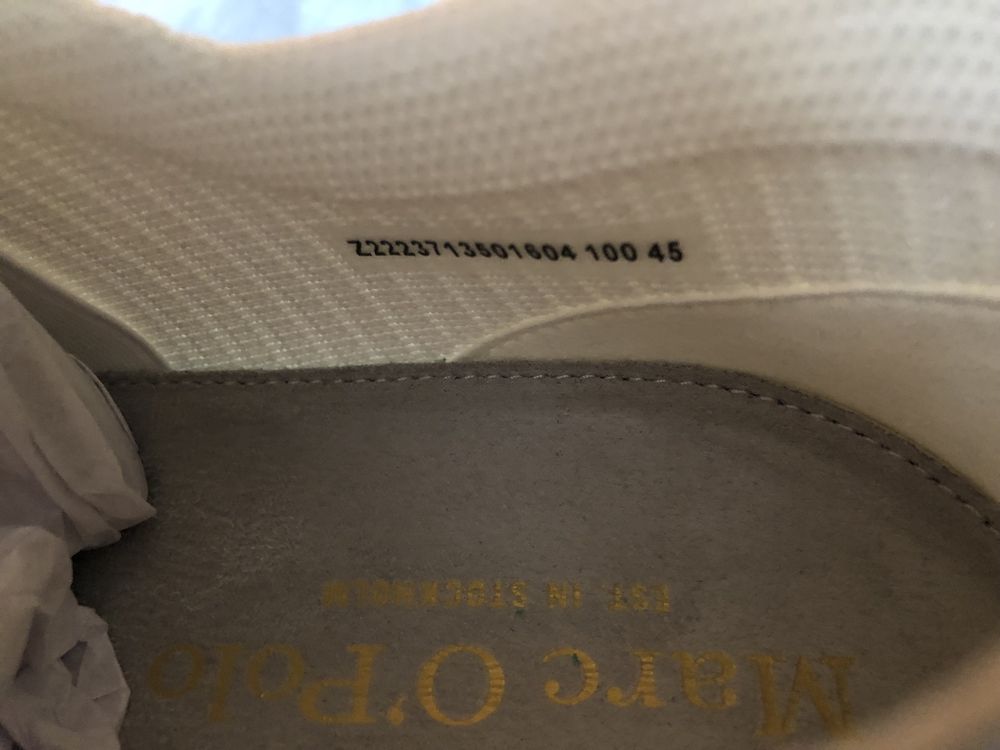 Z2223713501604 100 45
Marc O'Polo
EST. IN STOCKHOLM